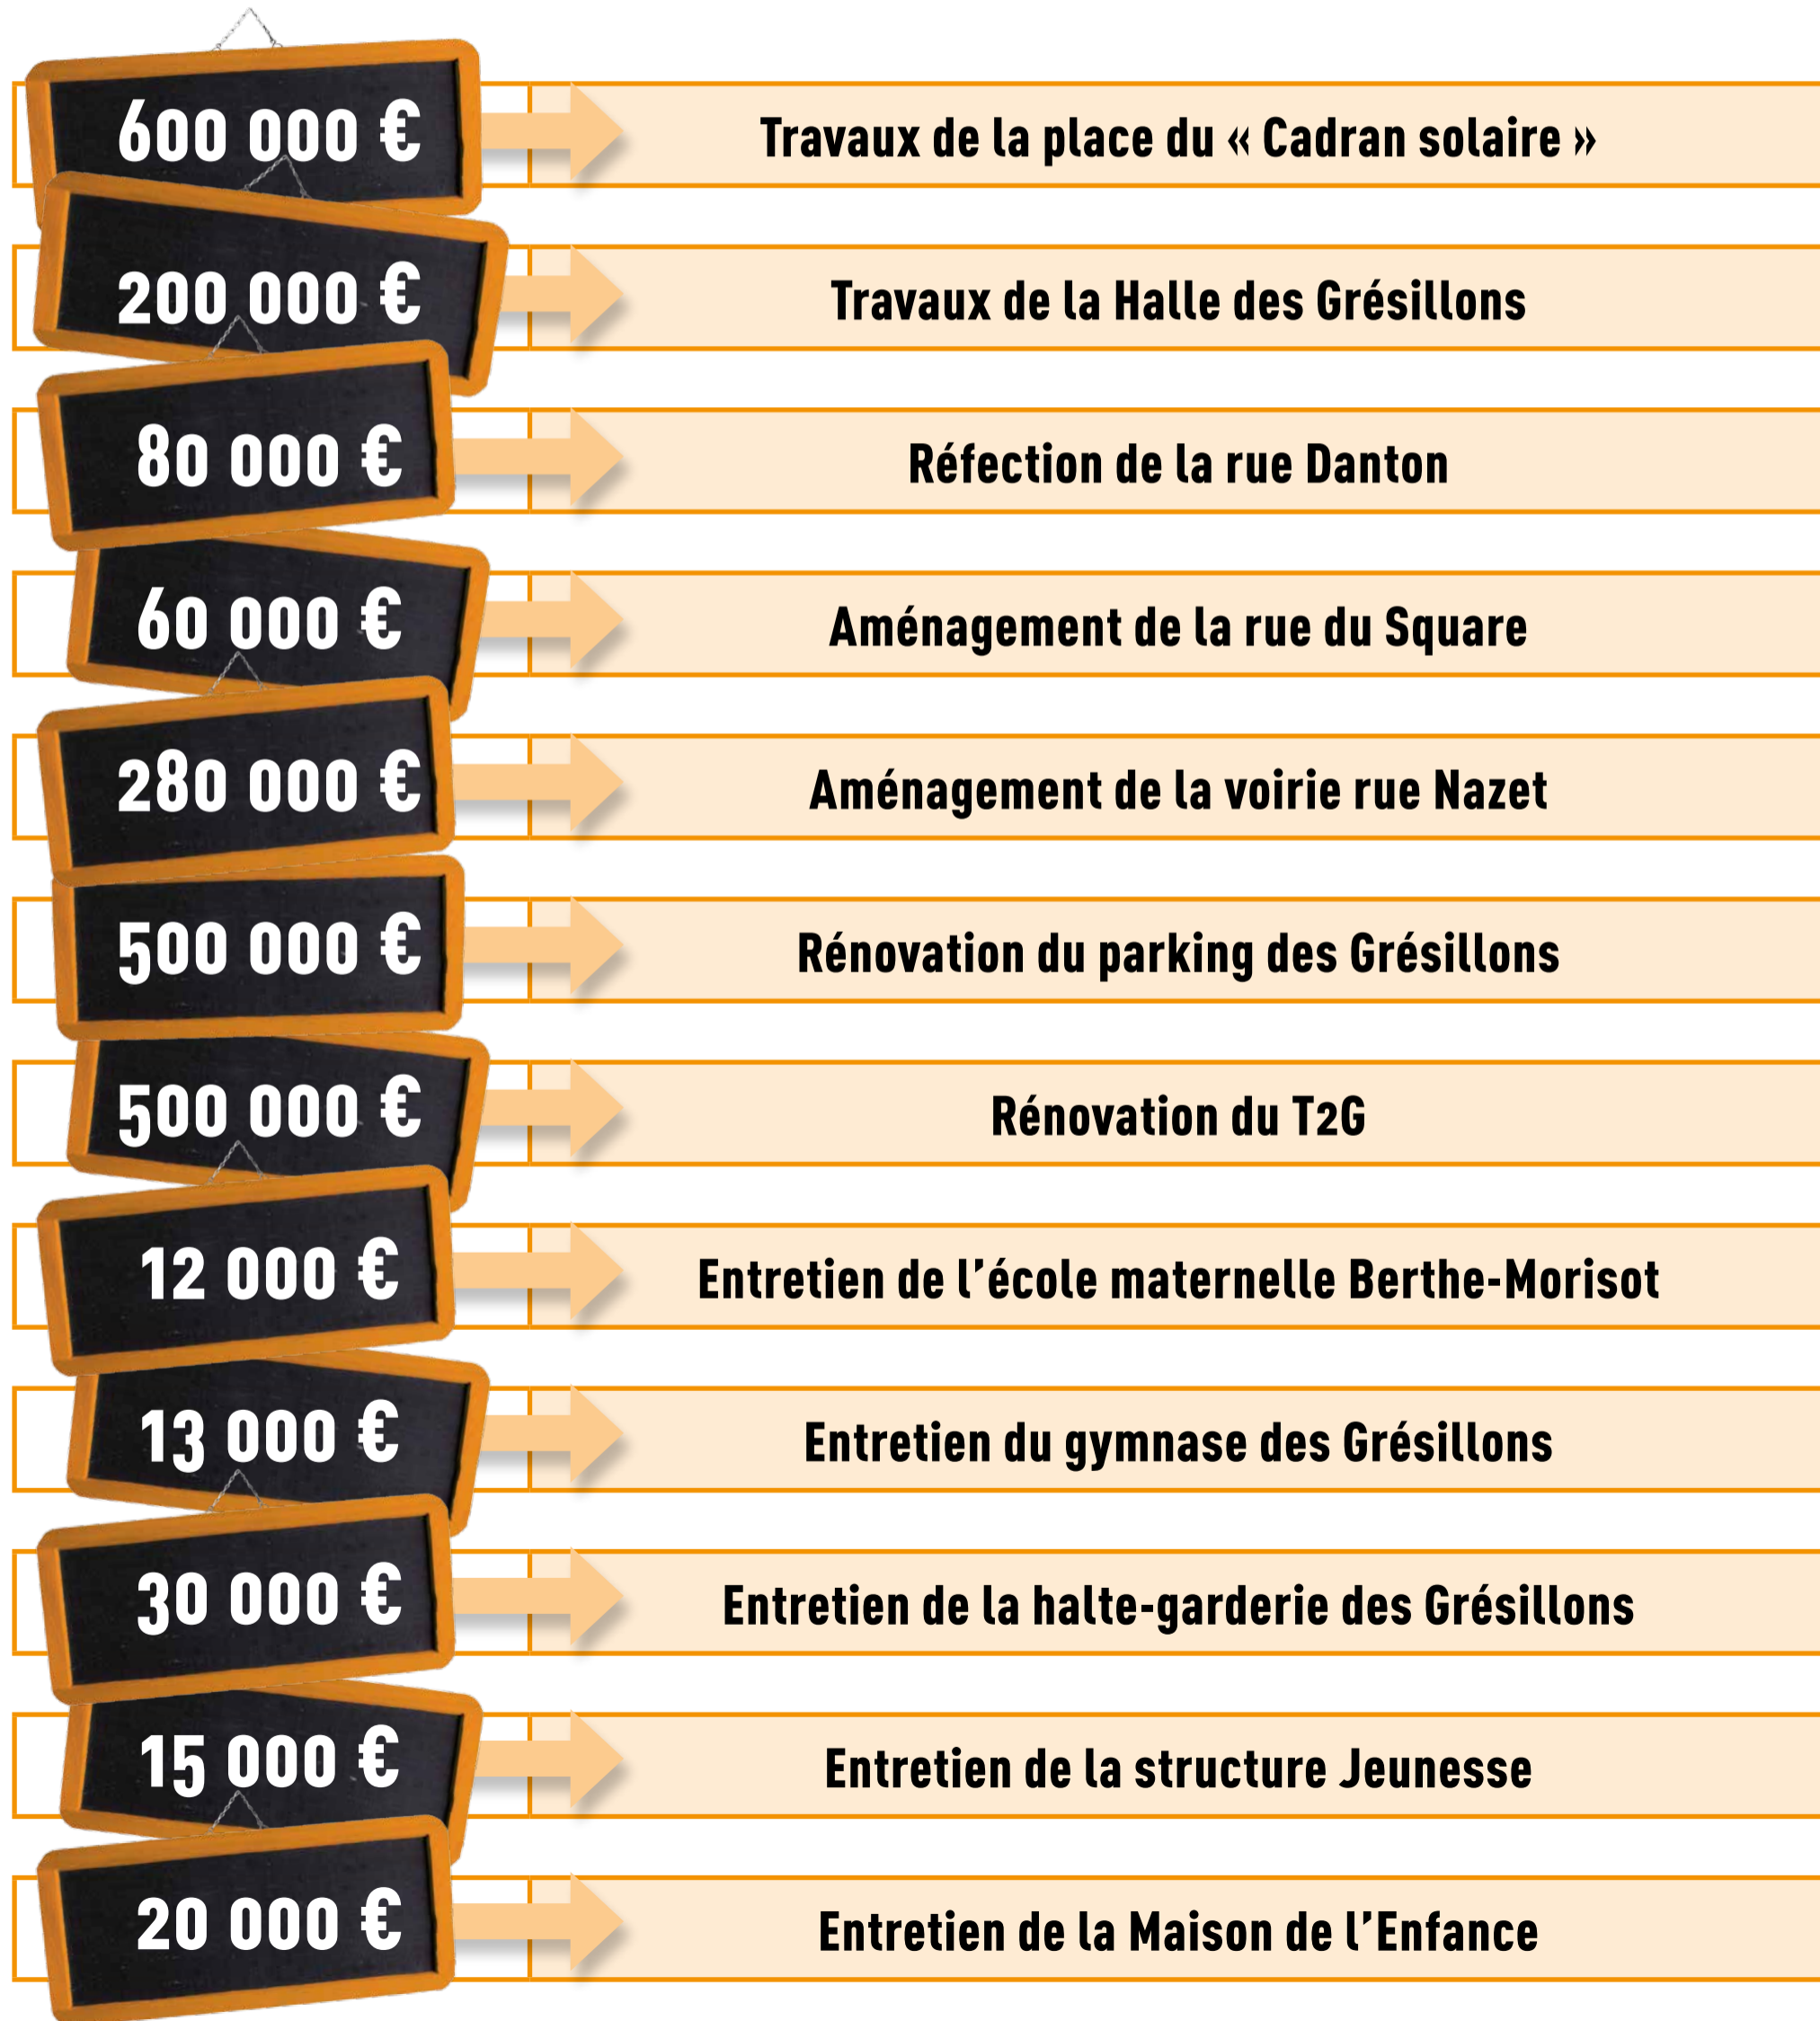 600 000 €
Travaux de la place du « Cadran solaire »
200 000 €
Travaux de la Halle des Grésillons
80 000 €
Réfection de la rue Danton
60 000 €
Aménagement de la rue du Square
280 000 €
Aménagement de la voirie rue Nazet
500 000 €
Rénovation du parking des Grésillons
500 000 €
Rénovation du T2G
12 000 €
Entretien de l’école maternelle Berthe-Morisot
13 000 €
Entretien du gymnase des Grésillons
30 000 €
Entretien de la halte-garderie des Grésillons
15 000 €
Entretien de la structure Jeunesse
20 000 €
Entretien de la Maison de l’Enfance